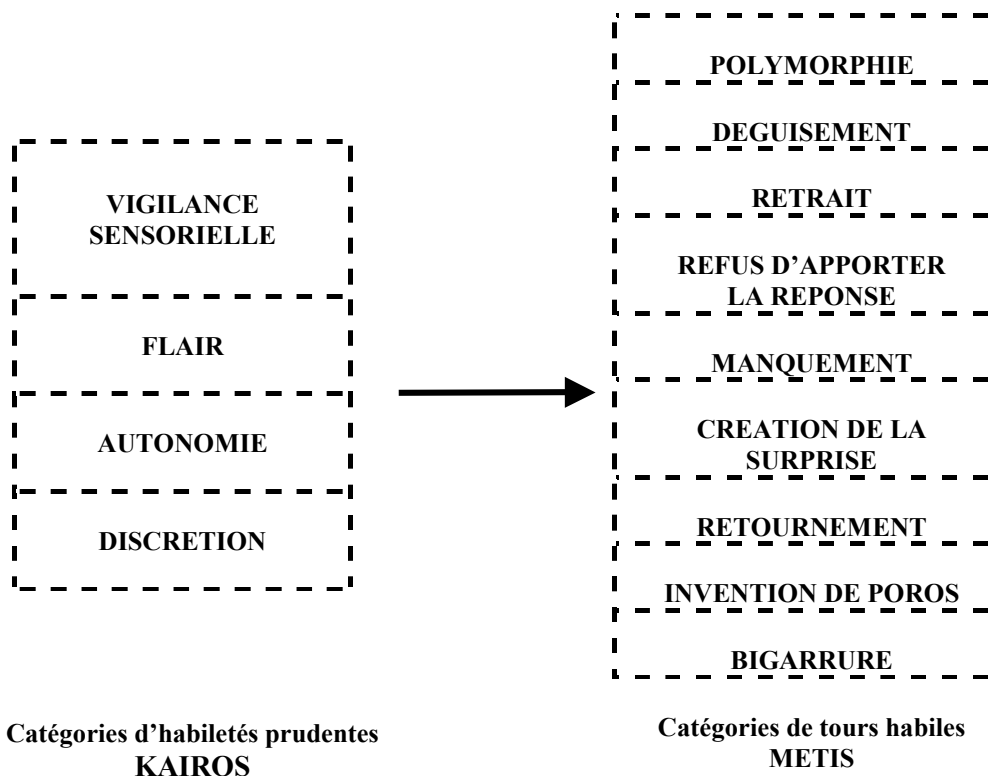 VIGILANCE
SENSORIELLE
FLAIR
AUTONOMIE
DISCRETION
Catégories d’habiletés prudentes
KAIROS
POLYMORPHIE
DEGUISEMENT
RETRAIT
REFUS D’APPORTER
LA REPONSE
MANQUEMENT
CREATION DE LA
SURPRISE
RETOURNEMENT
INVENTION DE POROS
BIGARRURE
Catégories de tours habiles
METIS